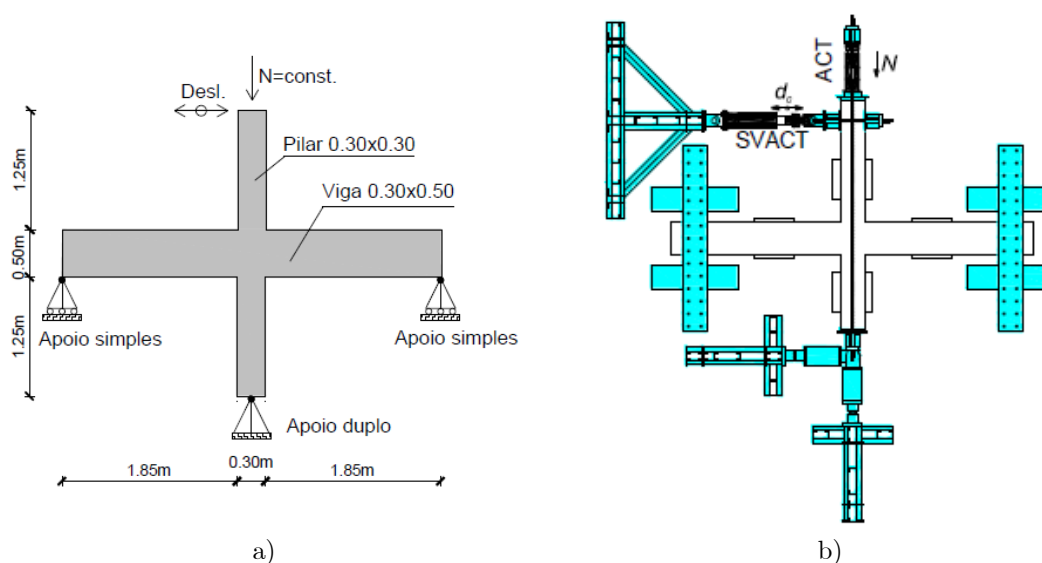 N=const.
Desl.
Pilar 0.30x0.30
Viga 0.30x0.50
1.25m
0.50m
1.25m
Apoio simples
Apoio simples
Apoio duplo
1.85m
0.30m
1.85m
a)
ACT
N
d_c
SVACT
b)